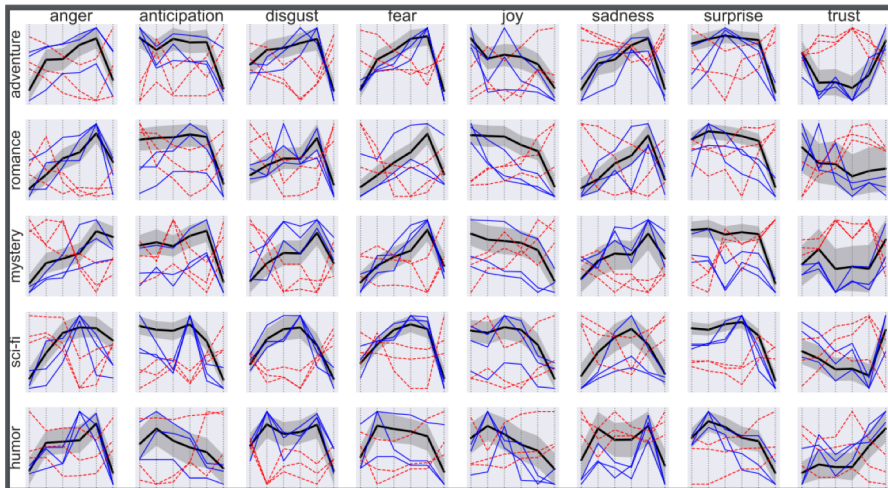 anger anticipation disgust fear joy sadness surprise trust
adventure
romance
mystery
sci-fi
humor